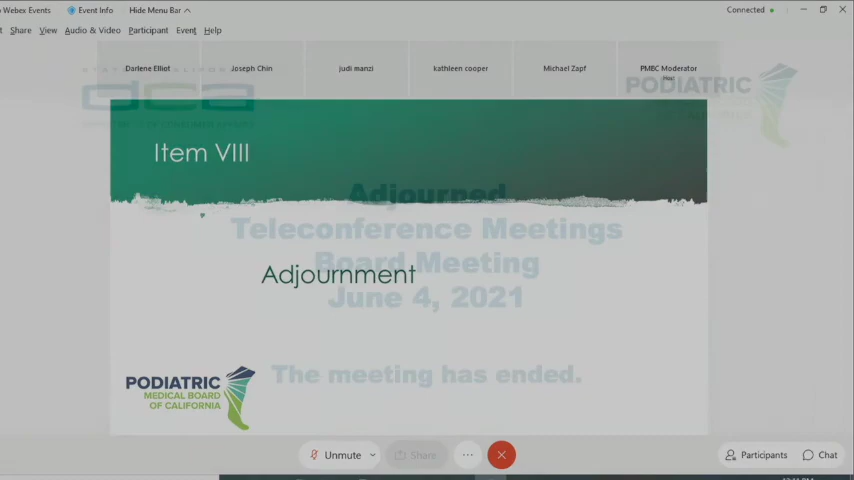 o Webex Events Event Info Hide Menu Bar Connected
t Share View Audio & Video Participant Event Help
Darlene Elliot Joseph Chin judi manzi kathleen cooper Michael Zapf PMBC Moderator
Host
dca
PODIATRIC
CALIFORNIA
Item VIII
Adjourned
Teleconference Meetings
Board Meeting
Adjournment
June 4, 2021
The meeting has ended.
PODIATRIC
MEDICAL BOARD
OF CALIFORNIA
Unmute Share Participants Chat